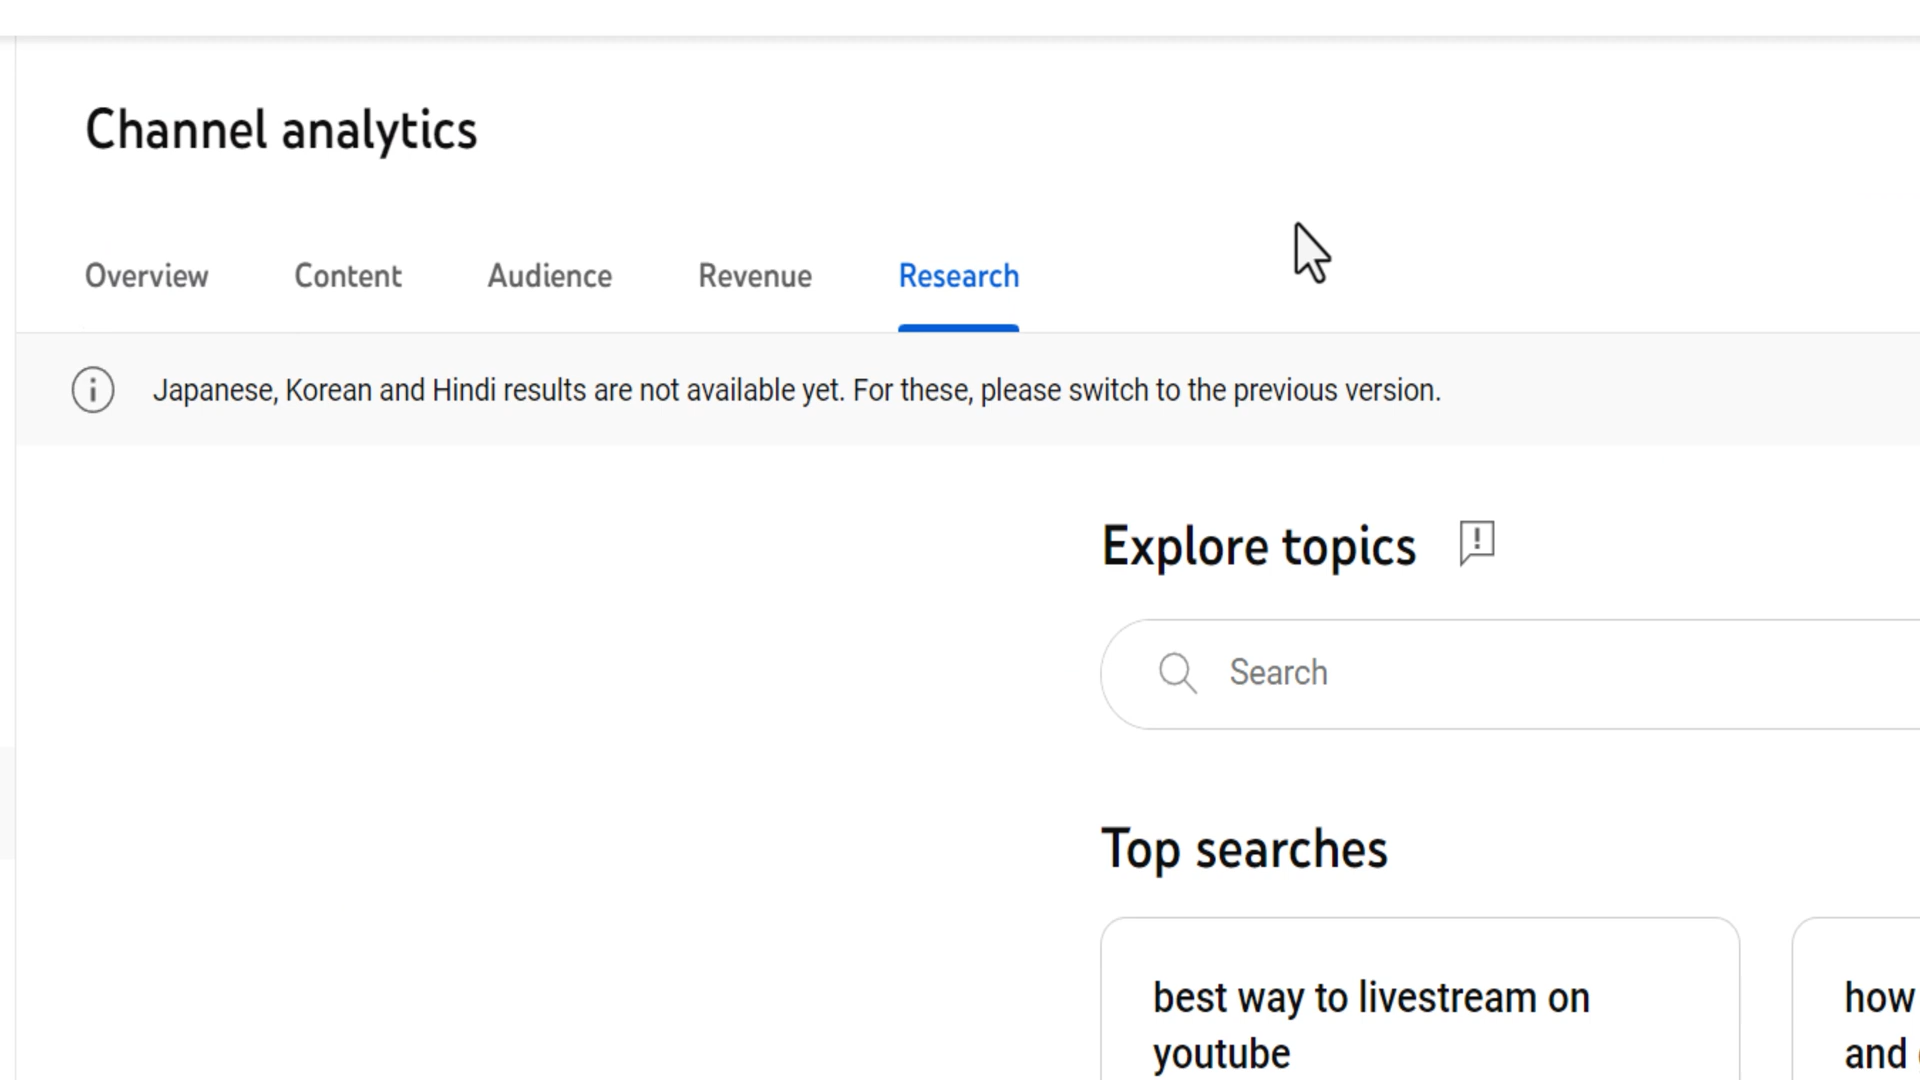 Channel analytics
Overview Content Audience Revenue Research
Japanese, Korean and Hindi results are not available yet. For these, please switch to the previous version.
Explore topics
Search
Top searches
best way to livestream on
youtube
how
and